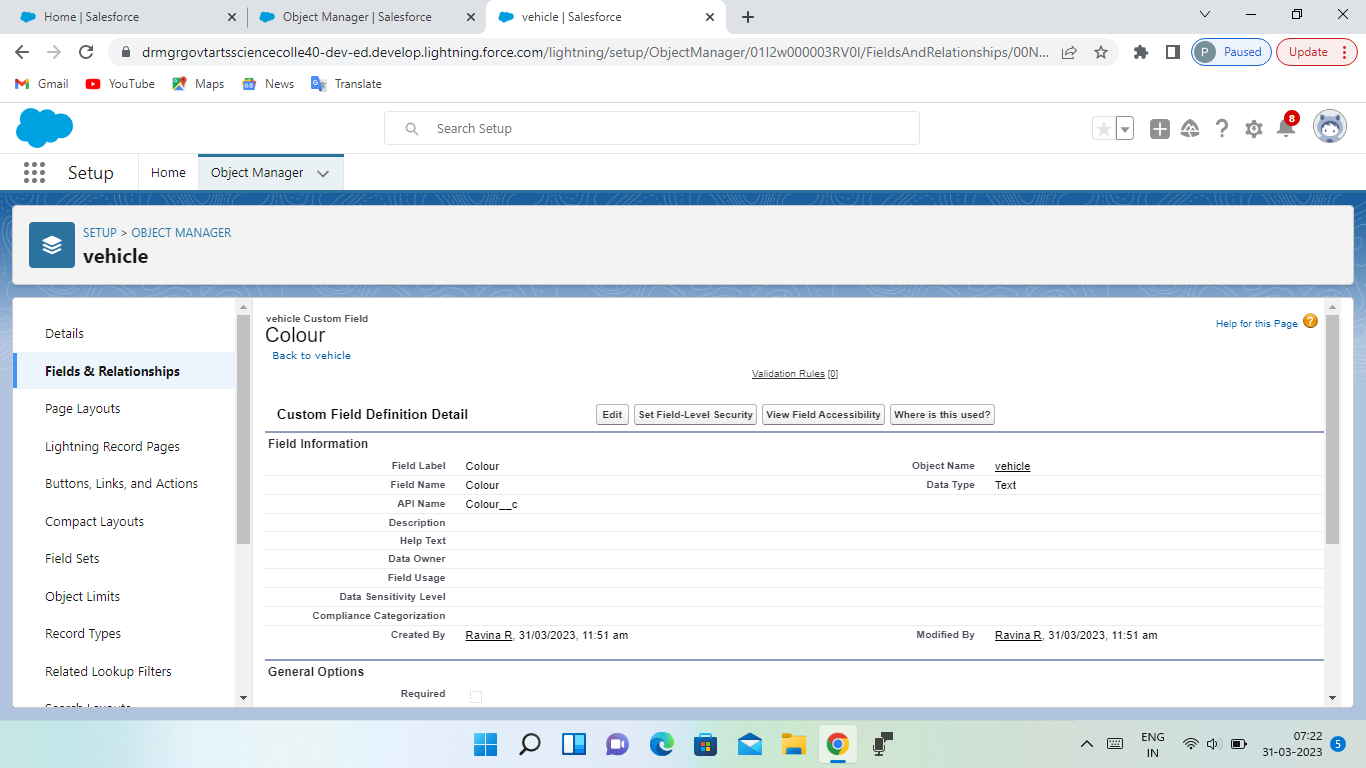 Home | Salesforce
Object Manager | Salesforce
vehicle | Salesforce
drmgrgovtartssciencecolle40-dev-ed.develop.lightning.force.com/lightning/setup/ObjectManager/01I2w000003RV0I/FieldsAndRelationships/00N...
P Paused
Update
Gmail
YouTube
Maps
News
Translate
Search Setup
8
Setup
Home
Object Manager
SETUP > OBJECT MANAGER
vehicle
Details
Fields & Relationships
Page Layouts
Lightning Record Pages
Buttons, Links, and Actions
Compact Layouts
Field Sets
Object Limits
Record Types
Related Lookup Filters
Search Layouts
vehicle Custom Field
Colour
Back to vehicle
Help for this Page ?
Validation Rules [0]
Custom Field Definition Detail
Edit
Set Field-Level Security
View Field Accessibility
Where is this used?
Field Information
Field Label Colour Object Name vehicle
Field Name Colour Data Type Text
API Name Colour__c
Description
Help Text
Data Owner
Field Usage
Data Sensitivity Level
Compliance Categorization
Created By Ravina R, 31/03/2023, 11:51 am Modified By Ravina R, 31/03/2023, 11:51 am
General Options
Required
ENG
IN
07:22
31-03-2023
5